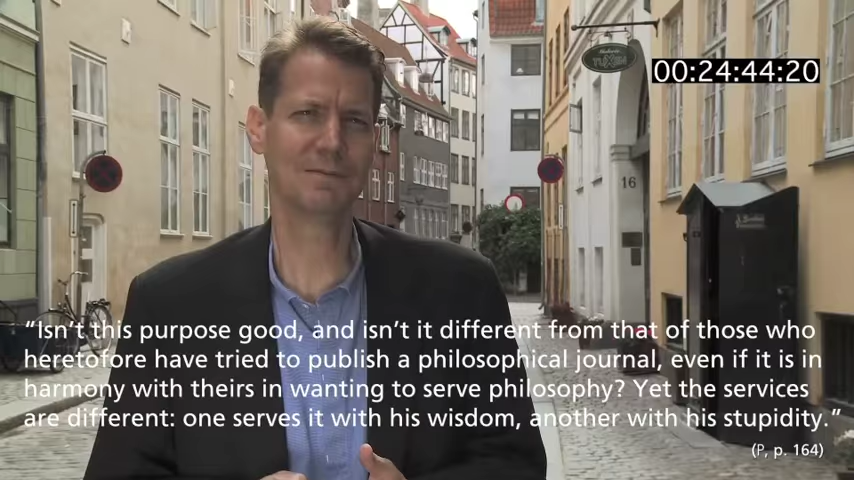 TUXEN
00:24:44:20
16
“Isn’t this purpose good, and isn’t it different from that of those who
heretofore have tried to publish a philosophical journal, even if it is in
harmony with theirs in wanting to serve philosophy? Yet the services
are different: one serves it with his wisdom, another with his stupidity.”
(P, p. 164)